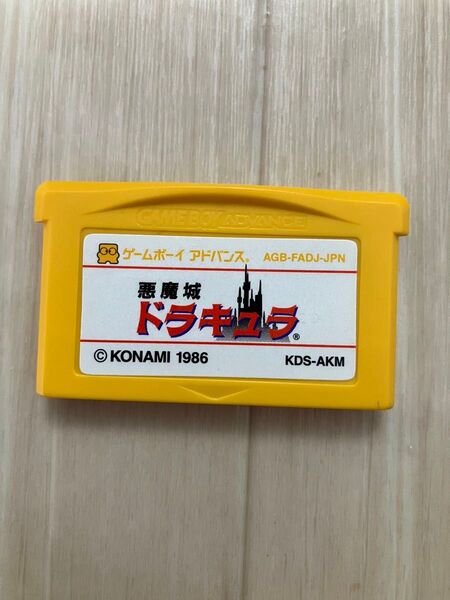 GAME BOY ADVANCE
ゲームボーイ アドバンス® AGB-FADJ-JPN
悪魔城
ドラキュラ®
©KONAMI 1986 KDS-AKM